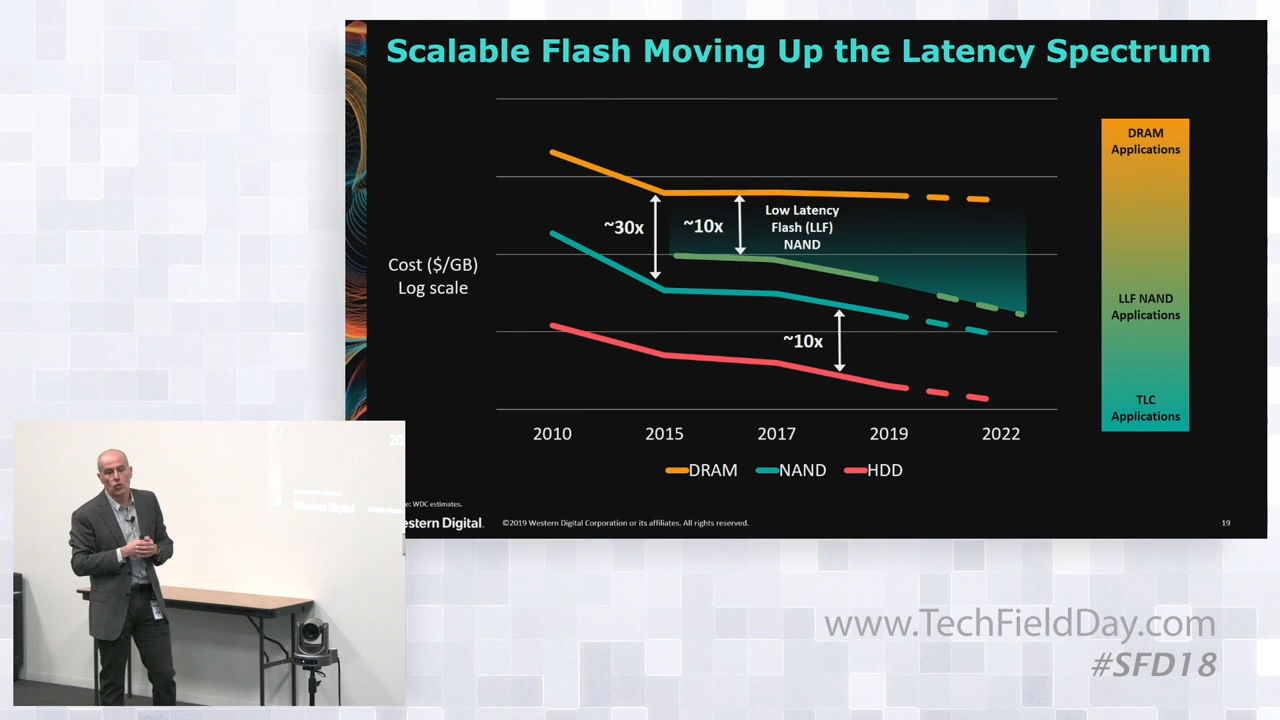 Scalable Flash Moving Up the Latency Spectrum
DRAM
Applications
~30x
~10x
Low Latency
Flash (LLF)
NAND
Cost ($/GB)
Log scale
LLF NAND
Applications
~10x
TLC
Applications
2010
2015
2017
2019
2022
DRAM
NAND
HDD
WDC estimates.
estern Digital.
©2019 Western Digital Corporation or its affiliates. All rights reserved.
19
www.TechFieldDay.com
#SFD18